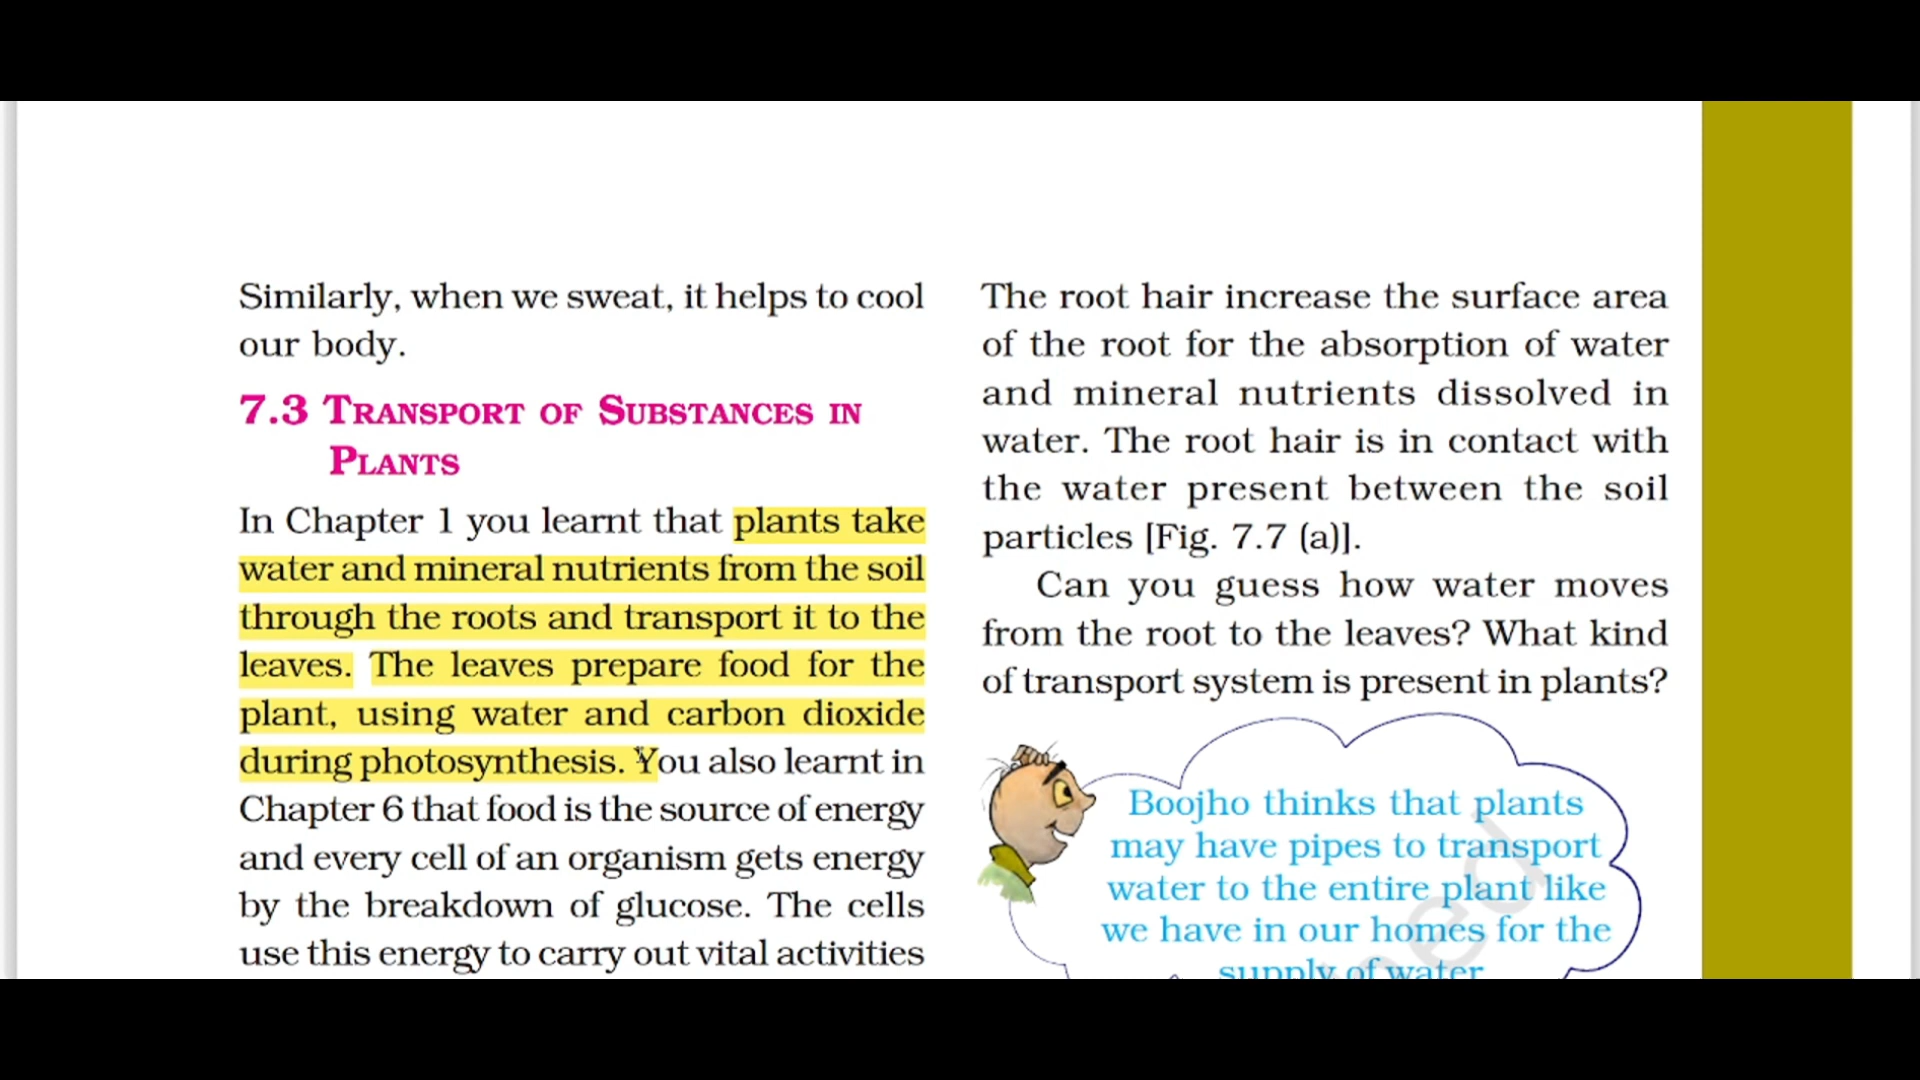 Similarly, when we sweat, it helps to cool
our body.
7.3 TRANSPORT OF SUBSTANCES IN
PLANTS
In Chapter 1 you learnt that plants take
water and mineral nutrients from the soil
through the roots and transport it to the
leaves. The leaves prepare food for the
plant, using water and carbon dioxide
during photosynthesis. You also learnt in
Chapter 6 that food is the source of energy
and every cell of an organism gets energy
by the breakdown of glucose. The cells
use this energy to carry out vital activities
The root hair increase the surface area
of the root for the absorption of water
and mineral nutrients dissolved in
water. The root hair is in contact with
the water present between the soil
particles [Fig. 7.7 (a)].
Can you guess how water moves
from the root to the leaves? What kind
of transport system is present in plants?
Boojho thinks that plants
may have pipes to transport
water to the entire plant like
we have in our homes for the
supply of water